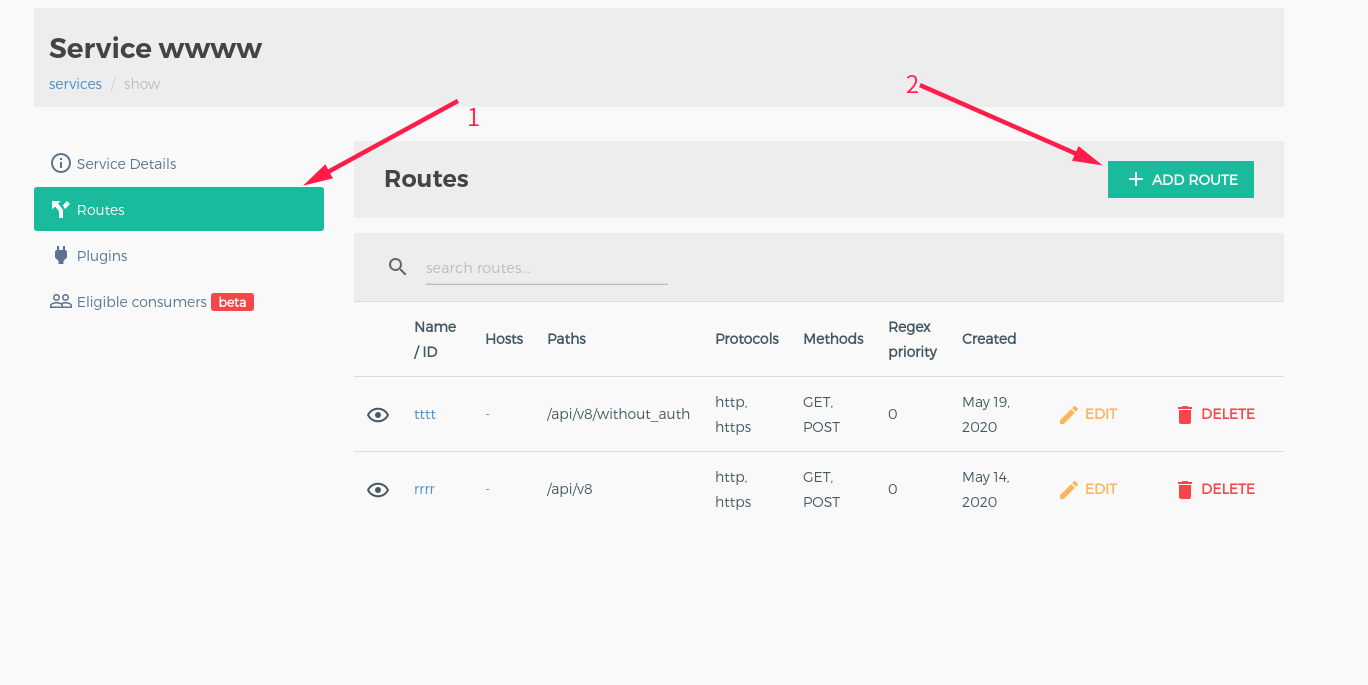 Service wwww
services / show
1
2
Service Details
Routes
Plugins
Eligible consumers beta
Routes
ADD ROUTE
search routes...
Name / ID Hosts Paths Protocols Methods Regex priority Created
tttt - /api/v8/without_auth http, https GET, POST 0 May 19, 2020 EDIT DELETE
rrrr - /api/v8 http, https GET, POST 0 May 14, 2020 EDIT DELETE